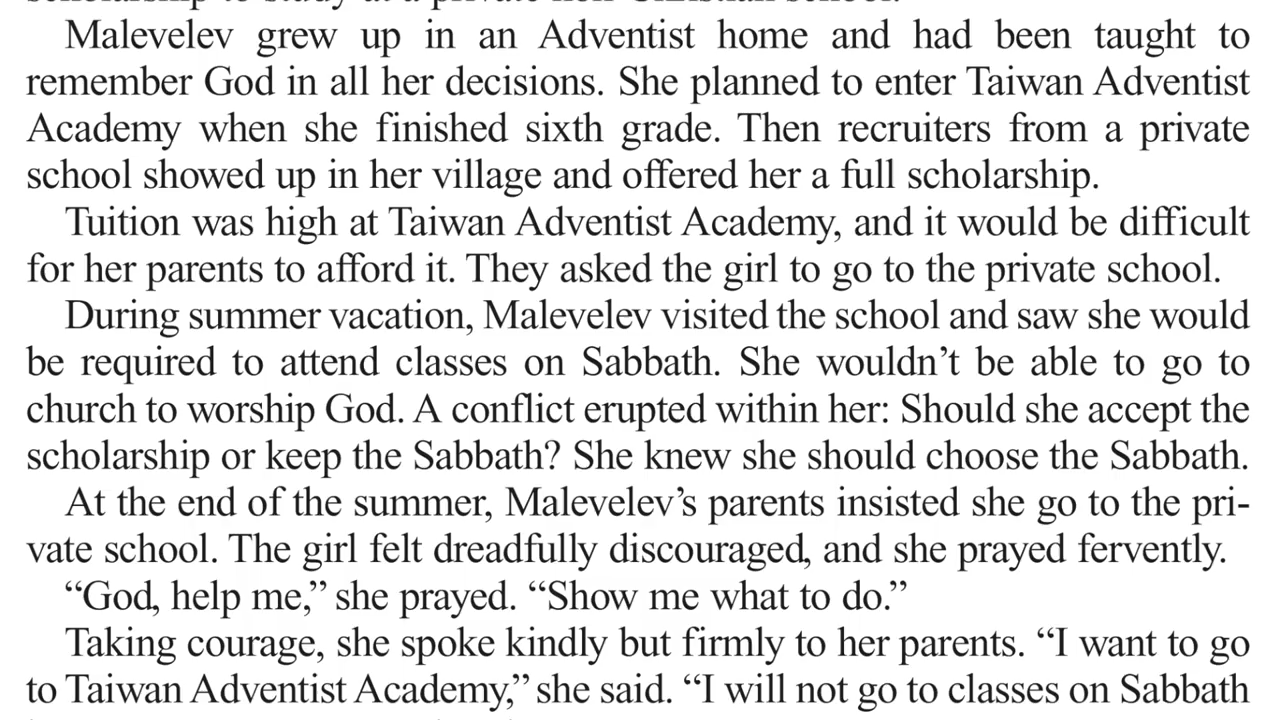 scholarship to study at a private non-Christian school.
Malevelev grew up in an Adventist home and had been taught to
remember God in all her decisions. She planned to enter Taiwan Adventist
Academy when she finished sixth grade. Then recruiters from a private
school showed up in her village and offered her a full scholarship.
Tuition was high at Taiwan Adventist Academy, and it would be difficult
for her parents to afford it. They asked the girl to go to the private school.
During summer vacation, Malevelev visited the school and saw she would
be required to attend classes on Sabbath. She wouldn’t be able to go to
church to worship God. A conflict erupted within her: Should she accept the
scholarship or keep the Sabbath? She knew she should choose the Sabbath.
At the end of the summer, Malevelev’s parents insisted she go to the pri-
vate school. The girl felt dreadfully discouraged, and she prayed fervently.
“God, help me,” she prayed. “Show me what to do.”
Taking courage, she spoke kindly but firmly to her parents. “I want to go
to Taiwan Adventist Academy,” she said. “I will not go to classes on Sabbath